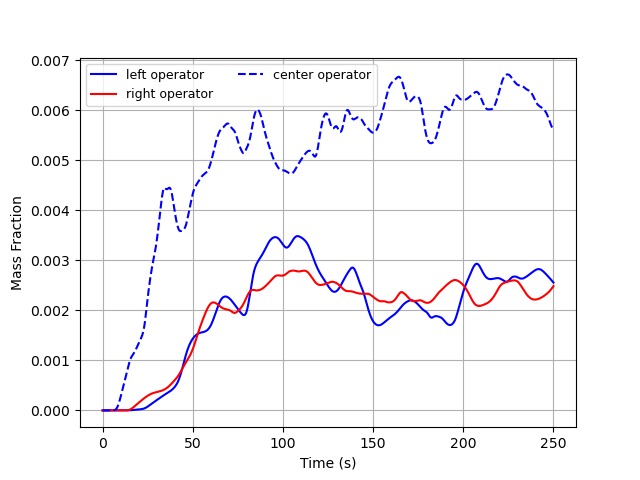 0.007
0.006
0.005
0.004
0.003
0.002
0.001
0.000
Mass Fraction
left operator
right operator
center operator
0 50 100 150 200 250
Time (s)